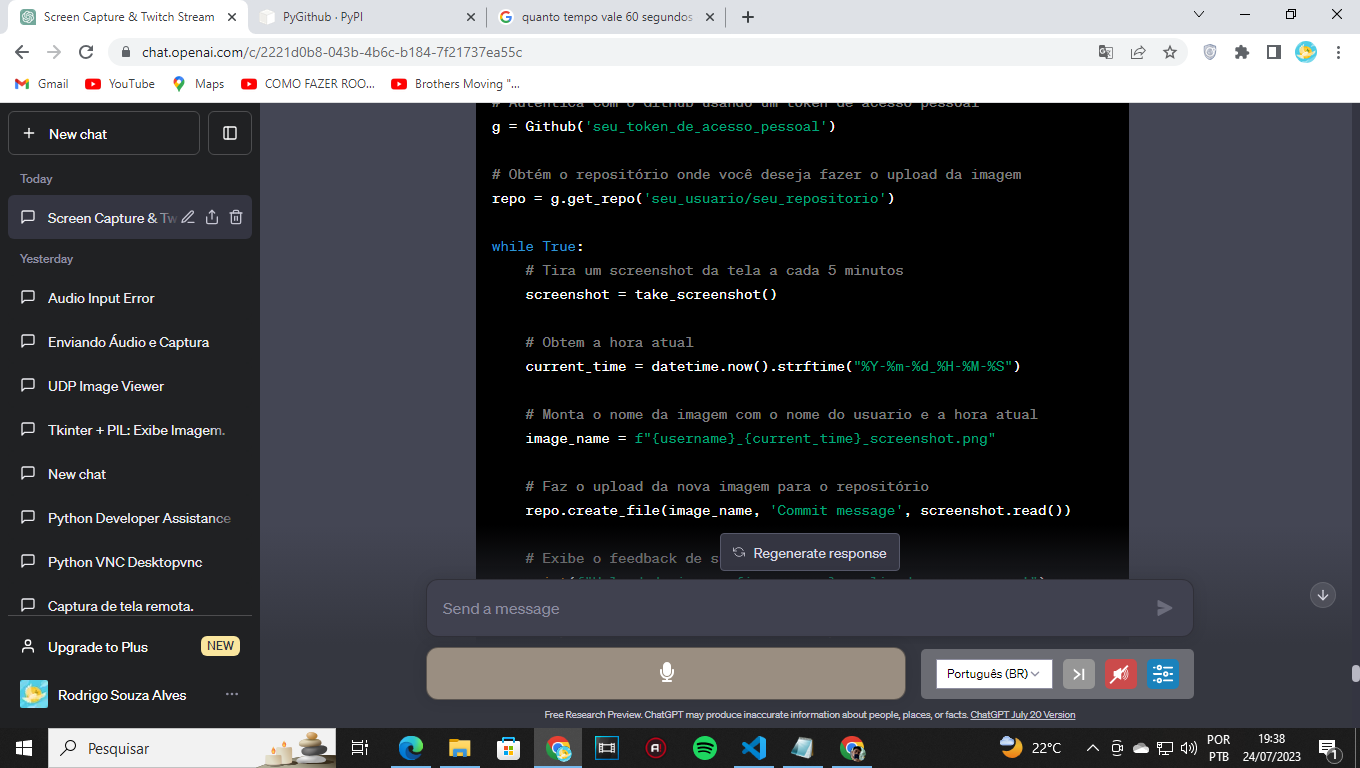 Screen Capture & Twitch Stream
PyGithub · PyPI
quanto tempo vale 60 segundos
chat.openai.com/c/2221d0b8-043b-4b6c-b184-7f21737ea55c
Gmail
YouTube
Maps
COMO FAZER ROO...
Brothers Moving "...
New chat
Today
Screen Capture & Tw
Yesterday
Audio Input Error
Enviando Áudio e Captura
UDP Image Viewer
Tkinter + PIL: Exibe Imagem.
New chat
Python Developer Assistance
Python VNC Desktopvnc
Captura de tela remota.
Upgrade to Plus
NEW
Rodrigo Souza Alves
# Autentica com o Github usando um token de acesso pessoal
g = Github('seu_token_de_acesso_pessoal')
# Obtém o repositório onde você deseja fazer o upload da imagem
repo = g.get_repo('seu_usuario/seu_repositorio')
while True:
# Tira um screenshot da tela a cada 5 minutos
screenshot = take_screenshot()
# Obtem a hora atual
current_time = datetime.now().strftime("%Y-%m-%d_%H-%M-%S")
# Monta o nome da imagem com o nome do usuario e a hora atual
image_name = f"{username}_{current_time}_screenshot.png"
# Faz o upload da nova imagem para o repositório
repo.create_file(image_name, 'Commit message', screenshot.read())
# Exibe o feedback de s
Regenerate response
Send a message
Português (BR)
Free Research Preview. ChatGPT may produce inaccurate information about people, places, or facts. ChatGPT July 20 Version
Pesquisar
22°C
POR
PTB
19:38
24/07/2023
1